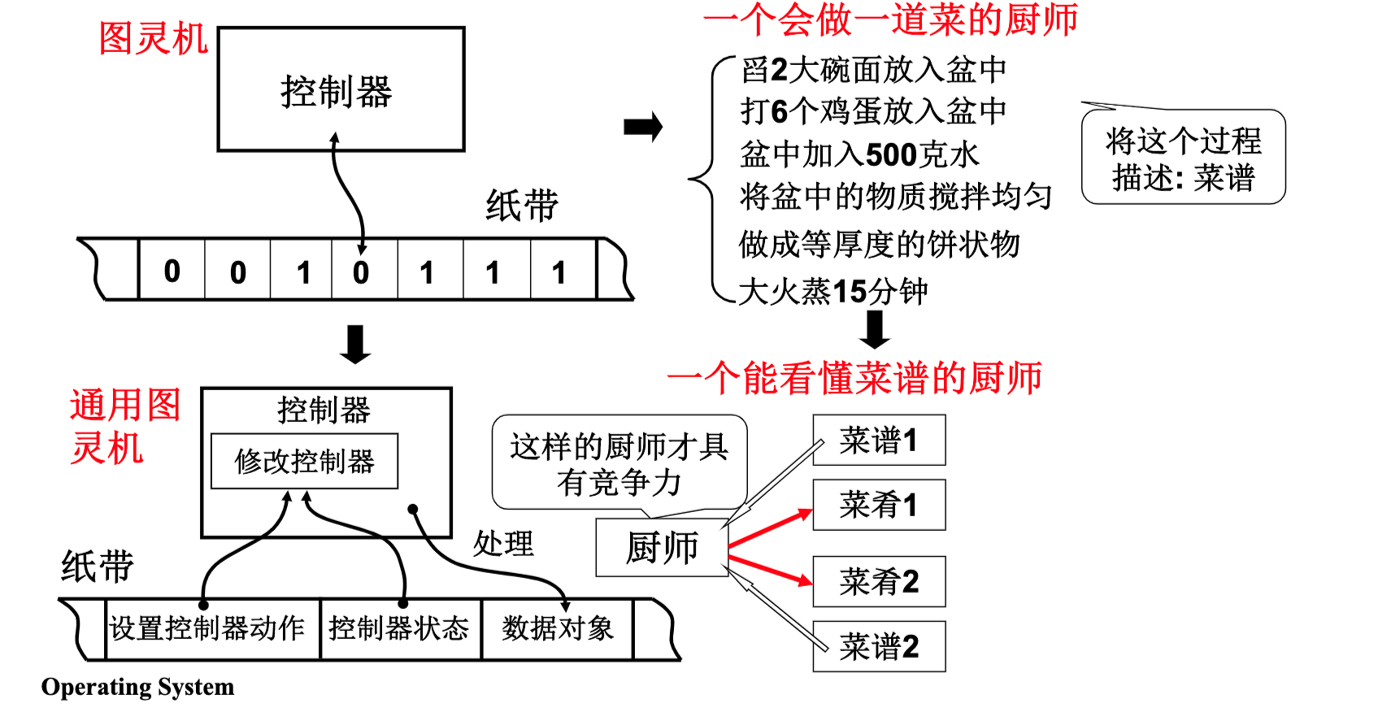 图灵机
控制器
纸带
0 0 1 0 1 1 1
一个会做一道菜的厨师
舀2大碗面放入盆中
打6个鸡蛋放入盆中
盆中加入500克水
将盆中的物质搅拌均匀
做成等厚度的饼状物
大火蒸15分钟
将这个过程
描述: 菜谱
通用图
灵机
控制器
修改控制器
处理
纸带
设置控制器动作
控制器状态
数据对象
一个能看懂菜谱的厨师
这样的厨师才具
有竞争力
厨师
菜谱1
菜肴1
菜肴2
菜谱2
Operating System